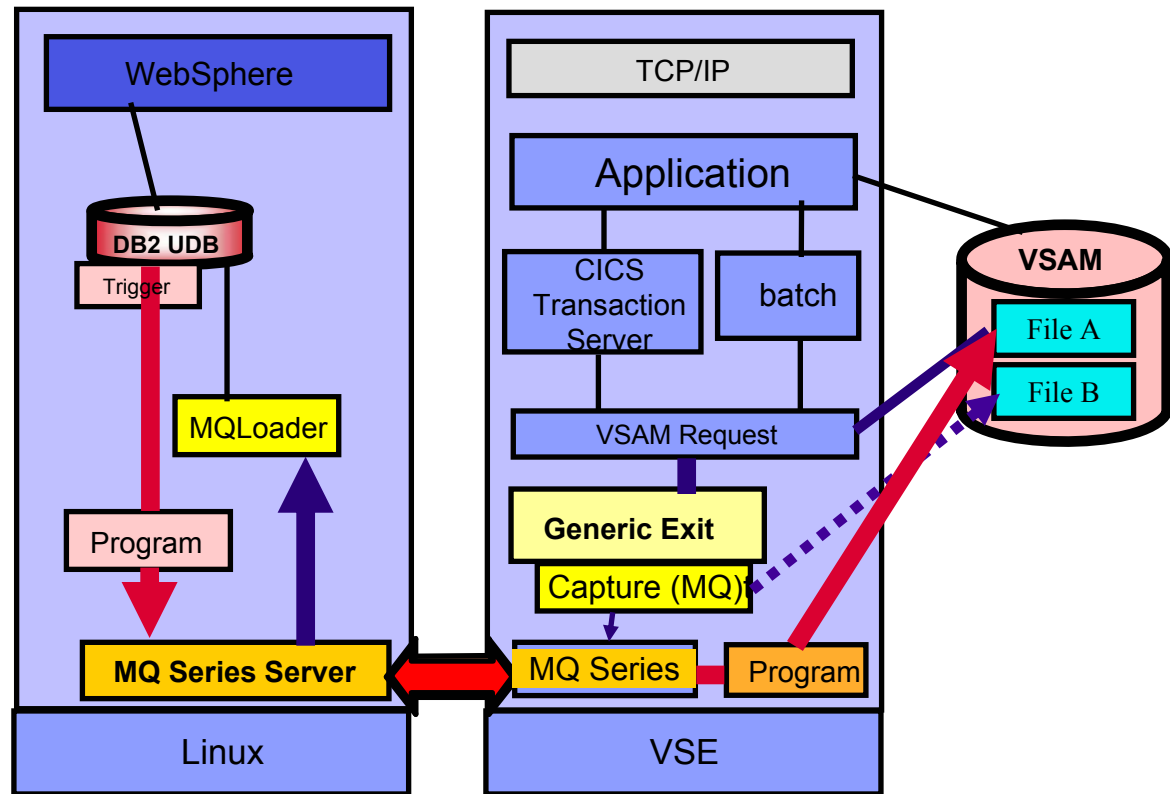 WebSphere
DB2 UDB
Trigger
MQLoader
Program
MQ Series Server
Linux
TCP/IP
Application
CICS
Transaction
Server
batch
VSAM Request
Generic Exit
Capture (MQ)t
MQ Series
Program
VSE
VSAM
File A
File B